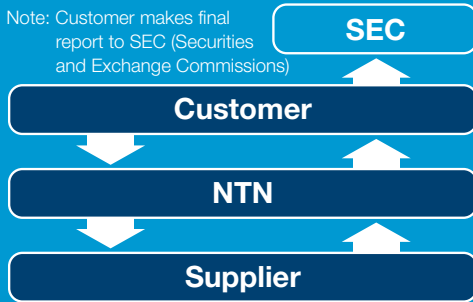 Note: Customer makes final
report to SEC (Securities
and Exchange Commissions)
SEC
Customer
NTN
Supplier